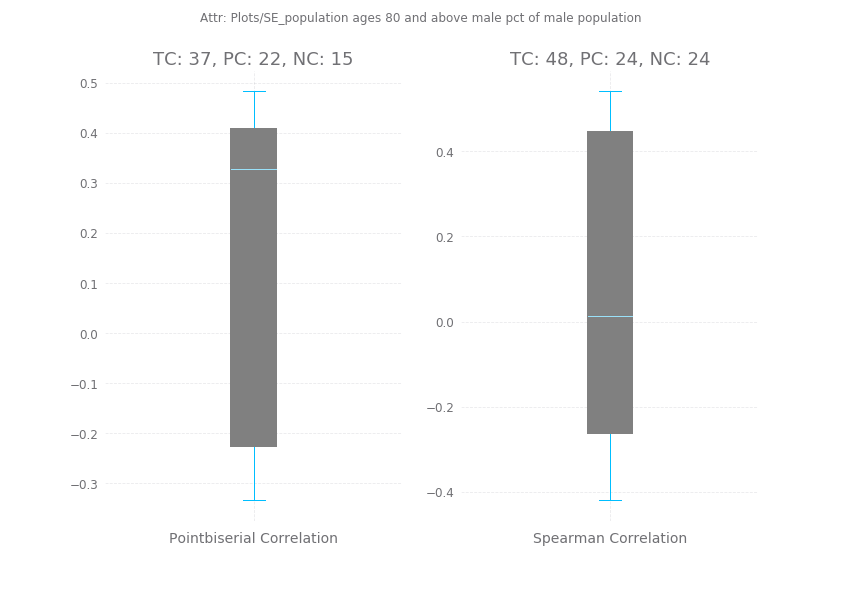 Attr: Plots/SE_population ages 80 and above male pct of male population
TC: 37, PC: 22, NC: 15
0.5
0.4
0.3
0.2
0.1
0.0
−0.1
−0.2
−0.3
Pointbiserial Correlation
TC: 48, PC: 24, NC: 24
0.4
0.2
0.0
−0.2
−0.4
Spearman Correlation